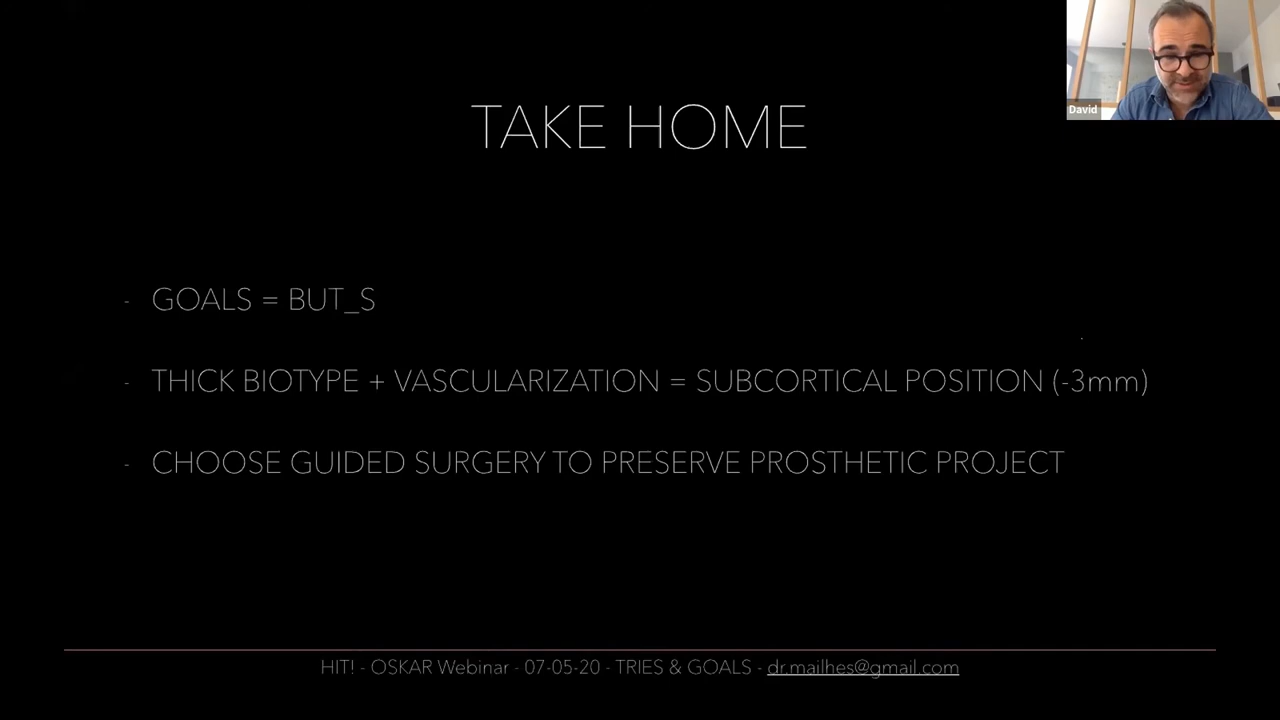 David
TAKE HOME
- GOALS = BUT_S
- THICK BIOTYPE + VASCULARIZATION = SUBCORTICAL POSITION (-3mm)
- CHOOSE GUIDED SURGERY TO PRESERVE PROSTHETIC PROJECT
HIT! - OSKAR Webinar - 07-05-20 - TRIES & GOALS - dr.mailhes@gmail.com